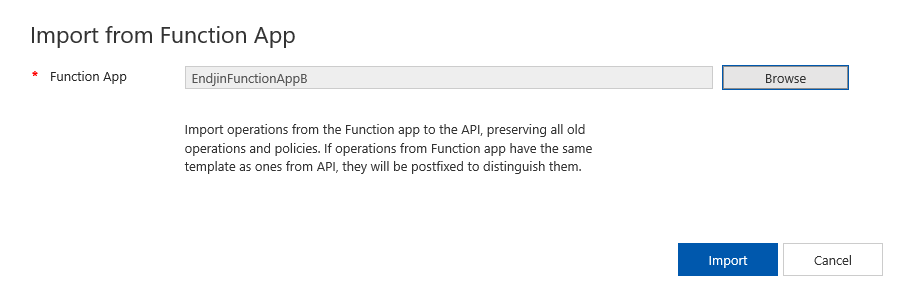 Import from Function App
* Function App EndjinFunctionAppB Browse
Import operations from the Function app to the API, preserving all old
operations and policies. If operations from Function app have the same
template as ones from API, they will be postfixed to distinguish them.
Import Cancel